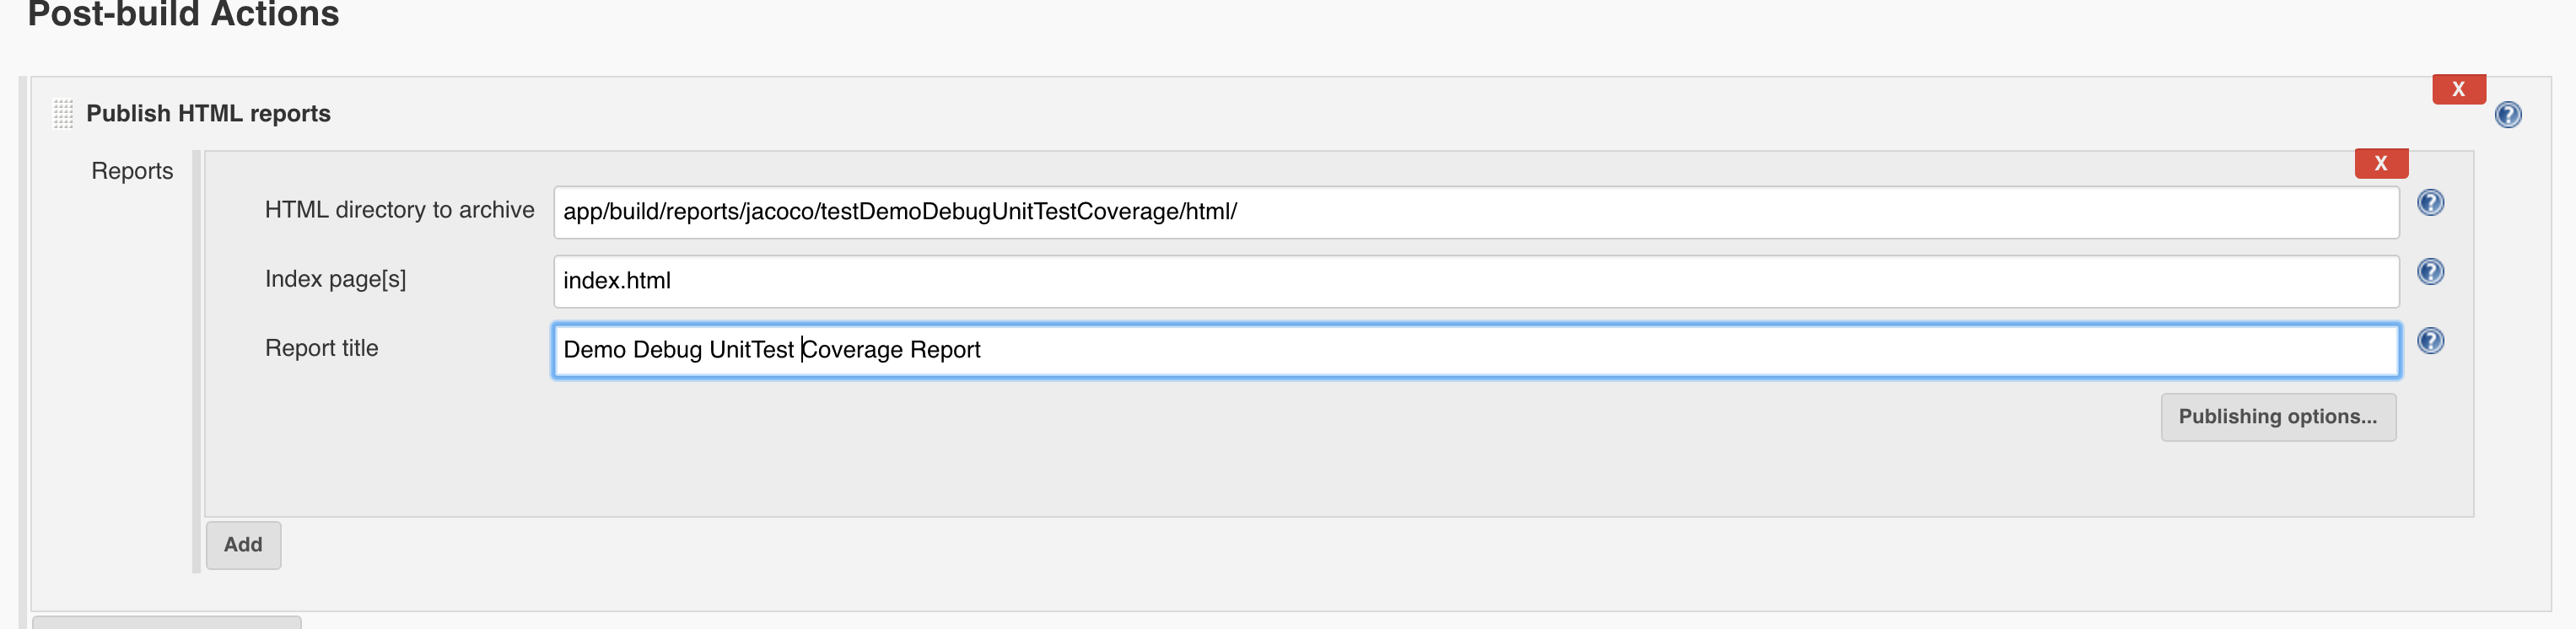 Post-build Actions
X
Publish HTML reports
?
Reports
X
HTML directory to archive app/build/reports/jacoco/testDemoDebugUnitTestCoverage/html/ ?
Index page[s] index.html ?
Report title Demo Debug UnitTest Coverage Report ?
Publishing options...
Add